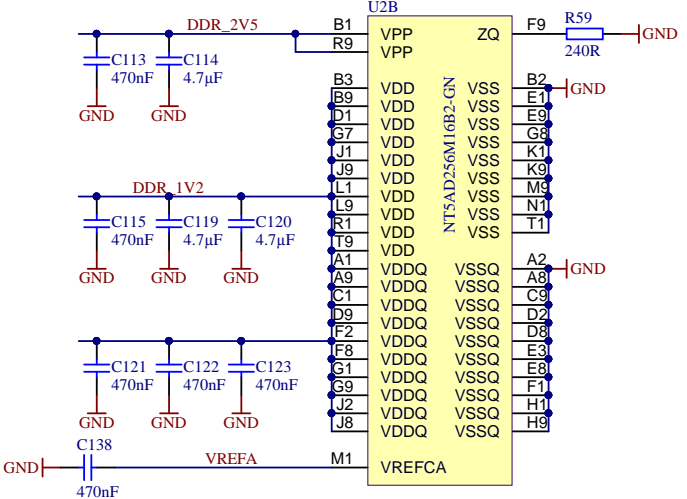 U2B
DDR_2V5
B1
VPP
ZQ
F9
R59
240R
GND
R9
VPP
C113
470nF
C114
4.7μF
GND
GND
B3
VDD
VSS
B2
GND
B9
VDD
VSS
E1
D1
VDD
VSS
E9
G7
VDD
VSS
G8
J1
VDD
VSS
K1
J9
VDD
VSS
K9
DDR_1V2
L1
VDD
VSS
M9
L9
VDD
VSS
N1
R1
VDD
VSS
T1
T9
VDD
NT5AD256M16B2-GN
C115
470nF
C119
4.7μF
C120
4.7μF
GND
GND
GND
A1
VDDQ
VSSQ
A2
GND
A9
VDDQ
VSSQ
A8
C1
VDDQ
VSSQ
C9
D9
VDDQ
VSSQ
D2
F2
VDDQ
VSSQ
D8
F8
VDDQ
VSSQ
E3
G1
VDDQ
VSSQ
E8
G9
VDDQ
VSSQ
F1
J2
VDDQ
VSSQ
H1
J8
VDDQ
VSSQ
H9
C121
470nF
C122
470nF
C123
470nF
GND
GND
GND
C138
GND
470nF
VREFA
M1
VREFCA